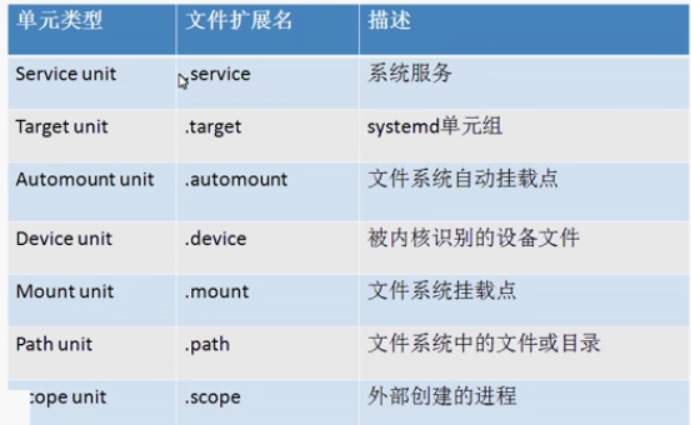 单元类型 文件扩展名 描述
Service unit .service 系统服务
Target unit .target systemd单元组
Automount unit .automount 文件系统自动挂载点
Device unit .device 被内核识别的设备文件
Mount unit .mount 文件系统挂载点
Path unit .path 文件系统中的文件或目录
cope unit .scope 外部创建的进程